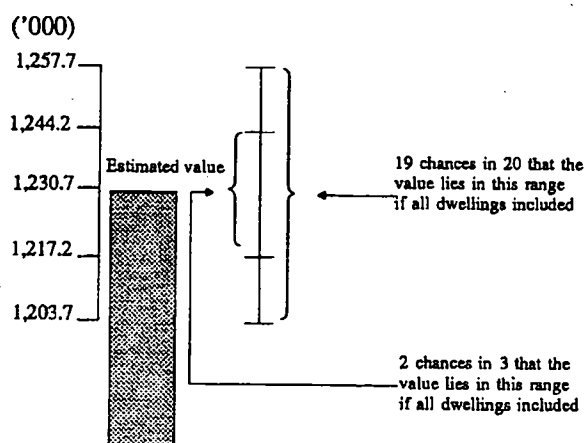 ('000)
1,257.7
1,244.2
Estimated value
1,230.7
1,217.2
1,203.7
19 chances in 20 that the
value lies in this range
if all dwellings included
2 chances in 3 that the
value lies in this range
if all dwellings included